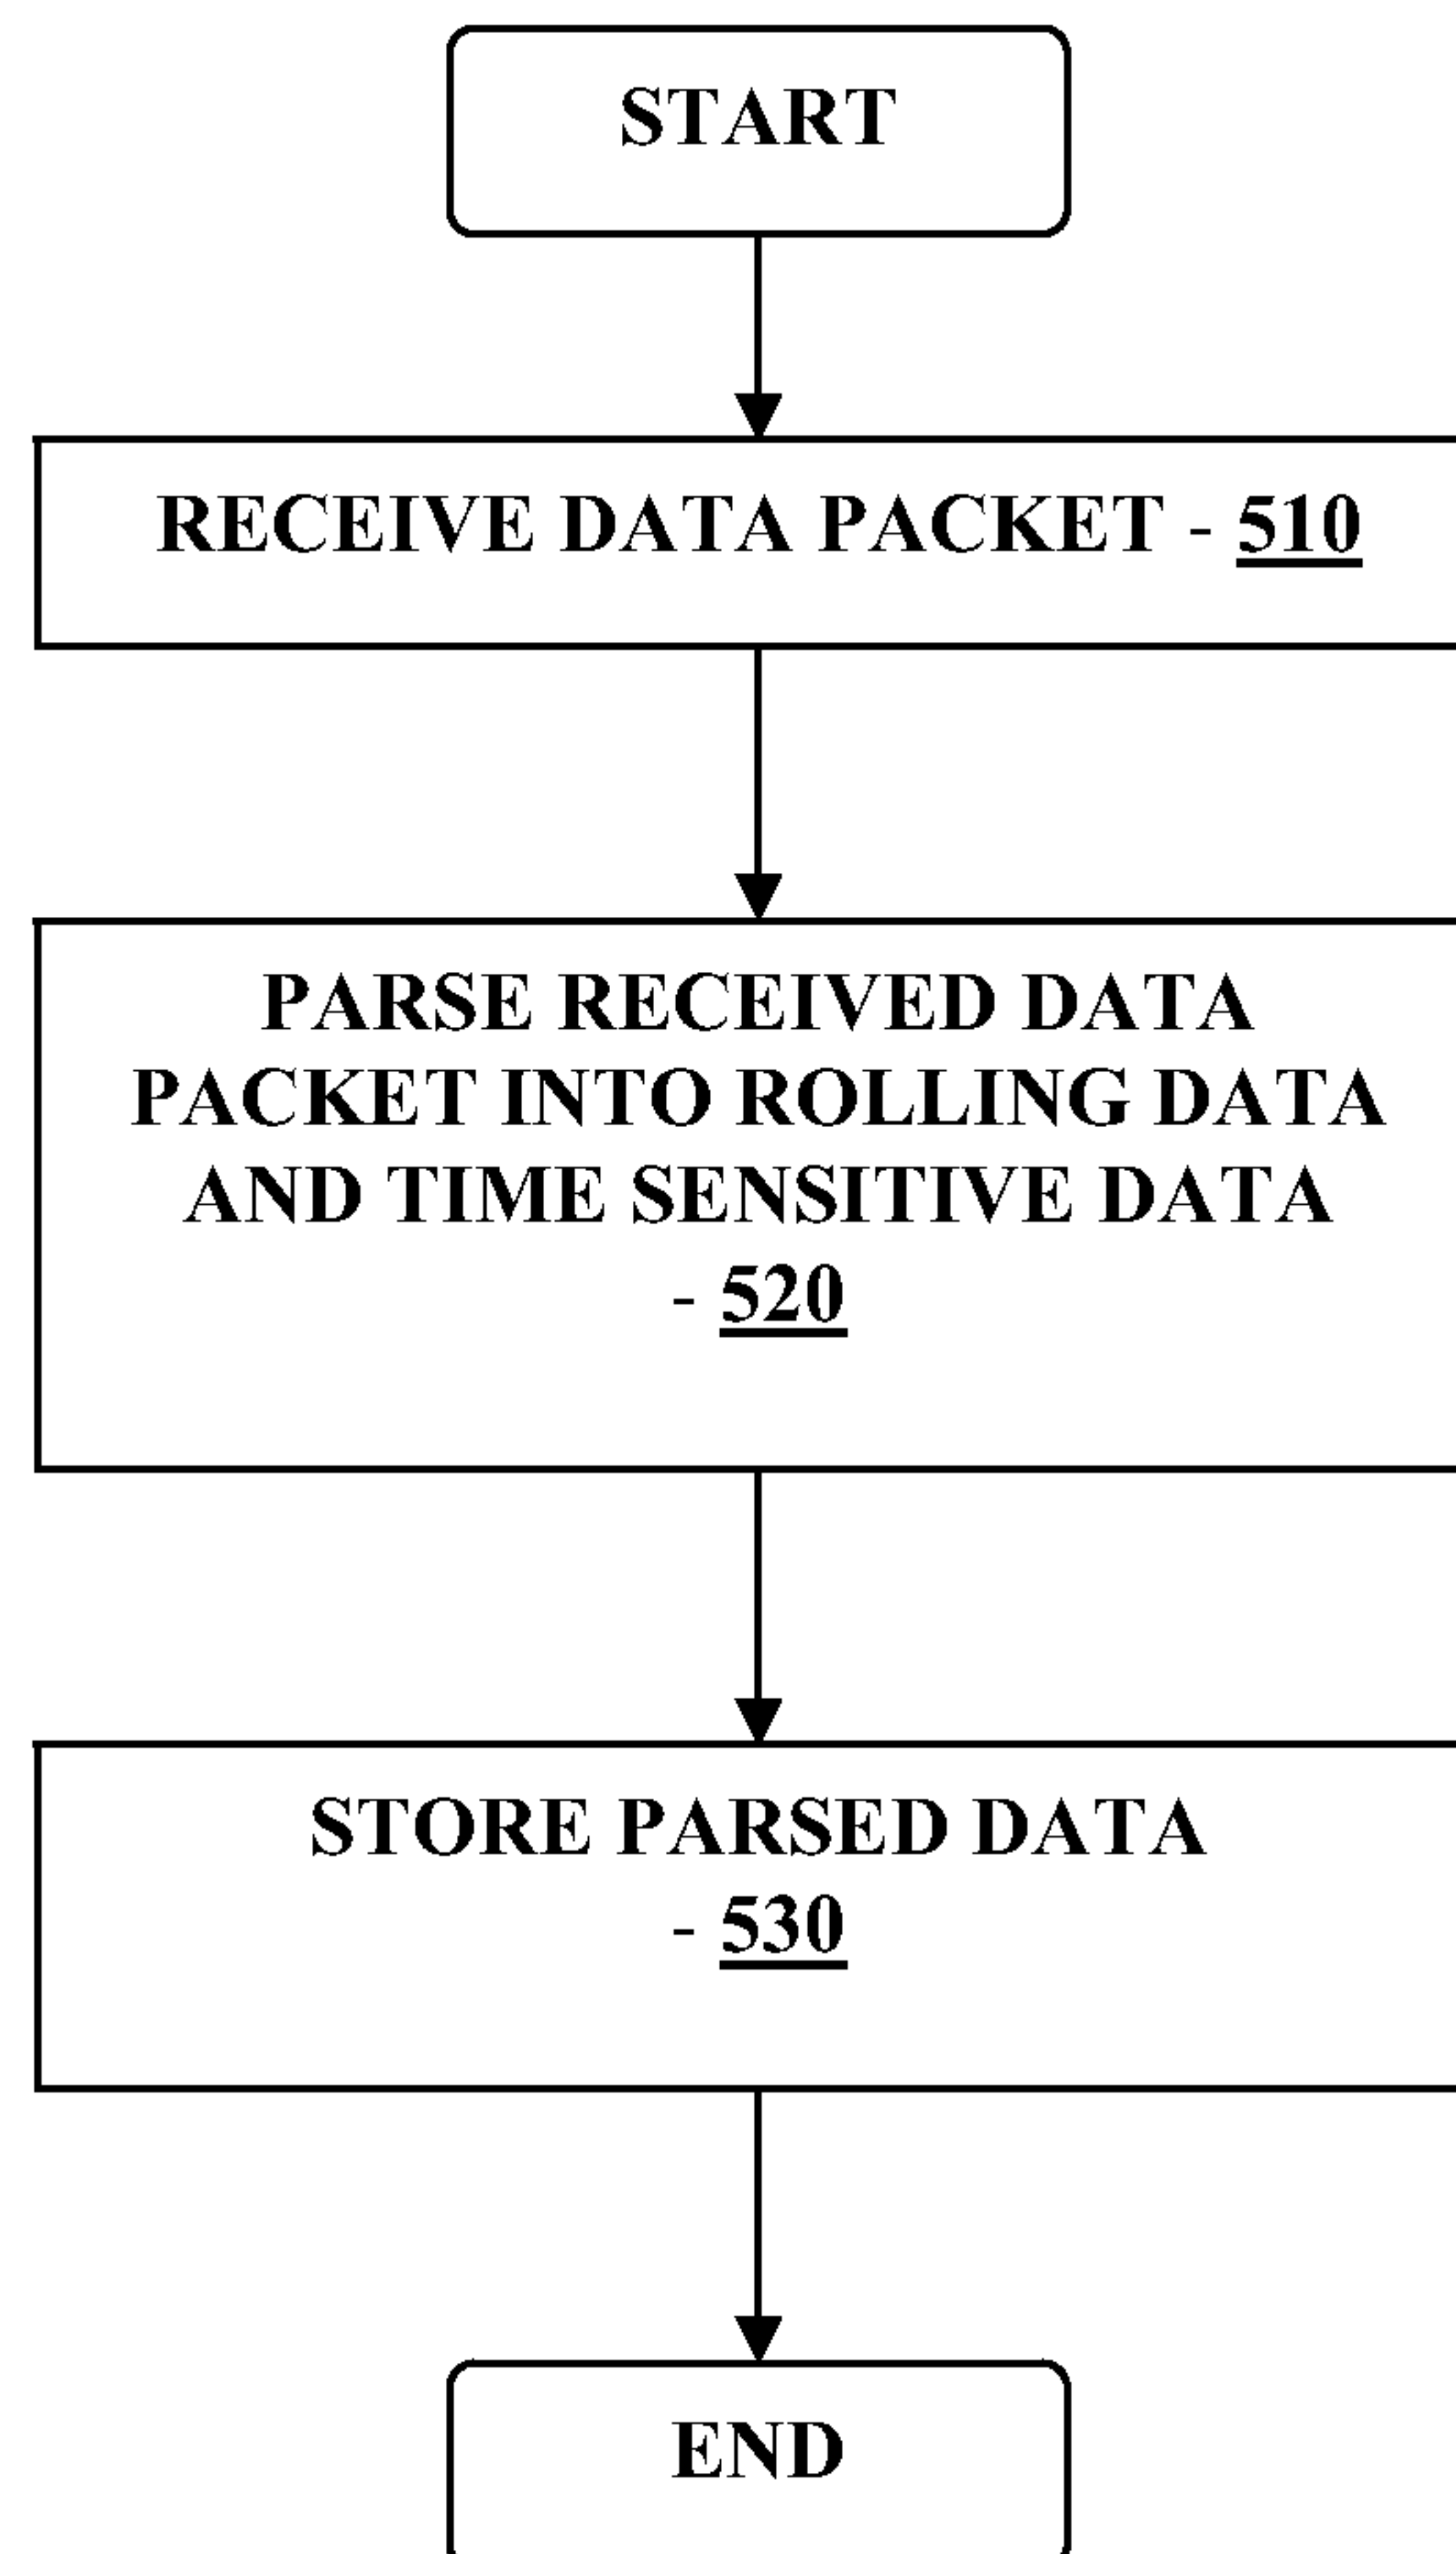 START
RECEIVE DATA PACKET - 510
PARSE RECEIVED DATA
PACKET INTO ROLLING DATA
AND TIME SENSITIVE DATA
- 520
STORE PARSED DATA
- 530
END